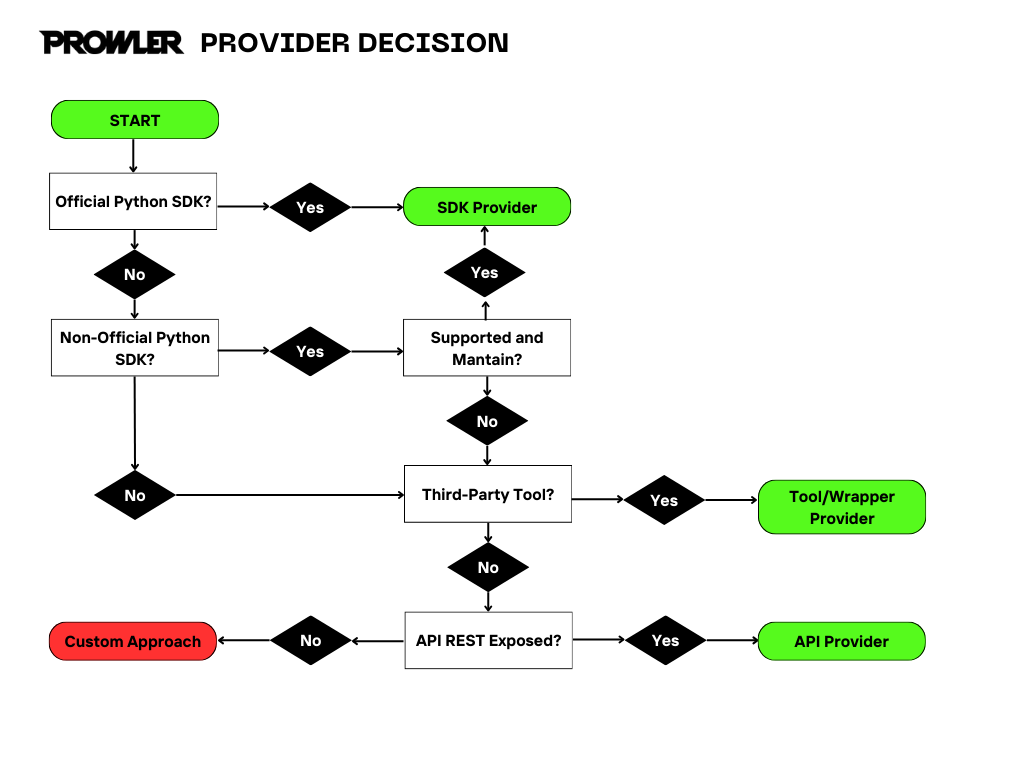 PROWLER PROVIDER DECISION
START
Official Python SDK?
Yes
SDK Provider
No
Yes
Non-Official Python
SDK?
Yes
Supported and
Mantain?
No
No
Third-Party Tool?
Yes
Tool/Wrapper
Provider
No
Custom Approach
No
API REST Exposed?
Yes
API Provider